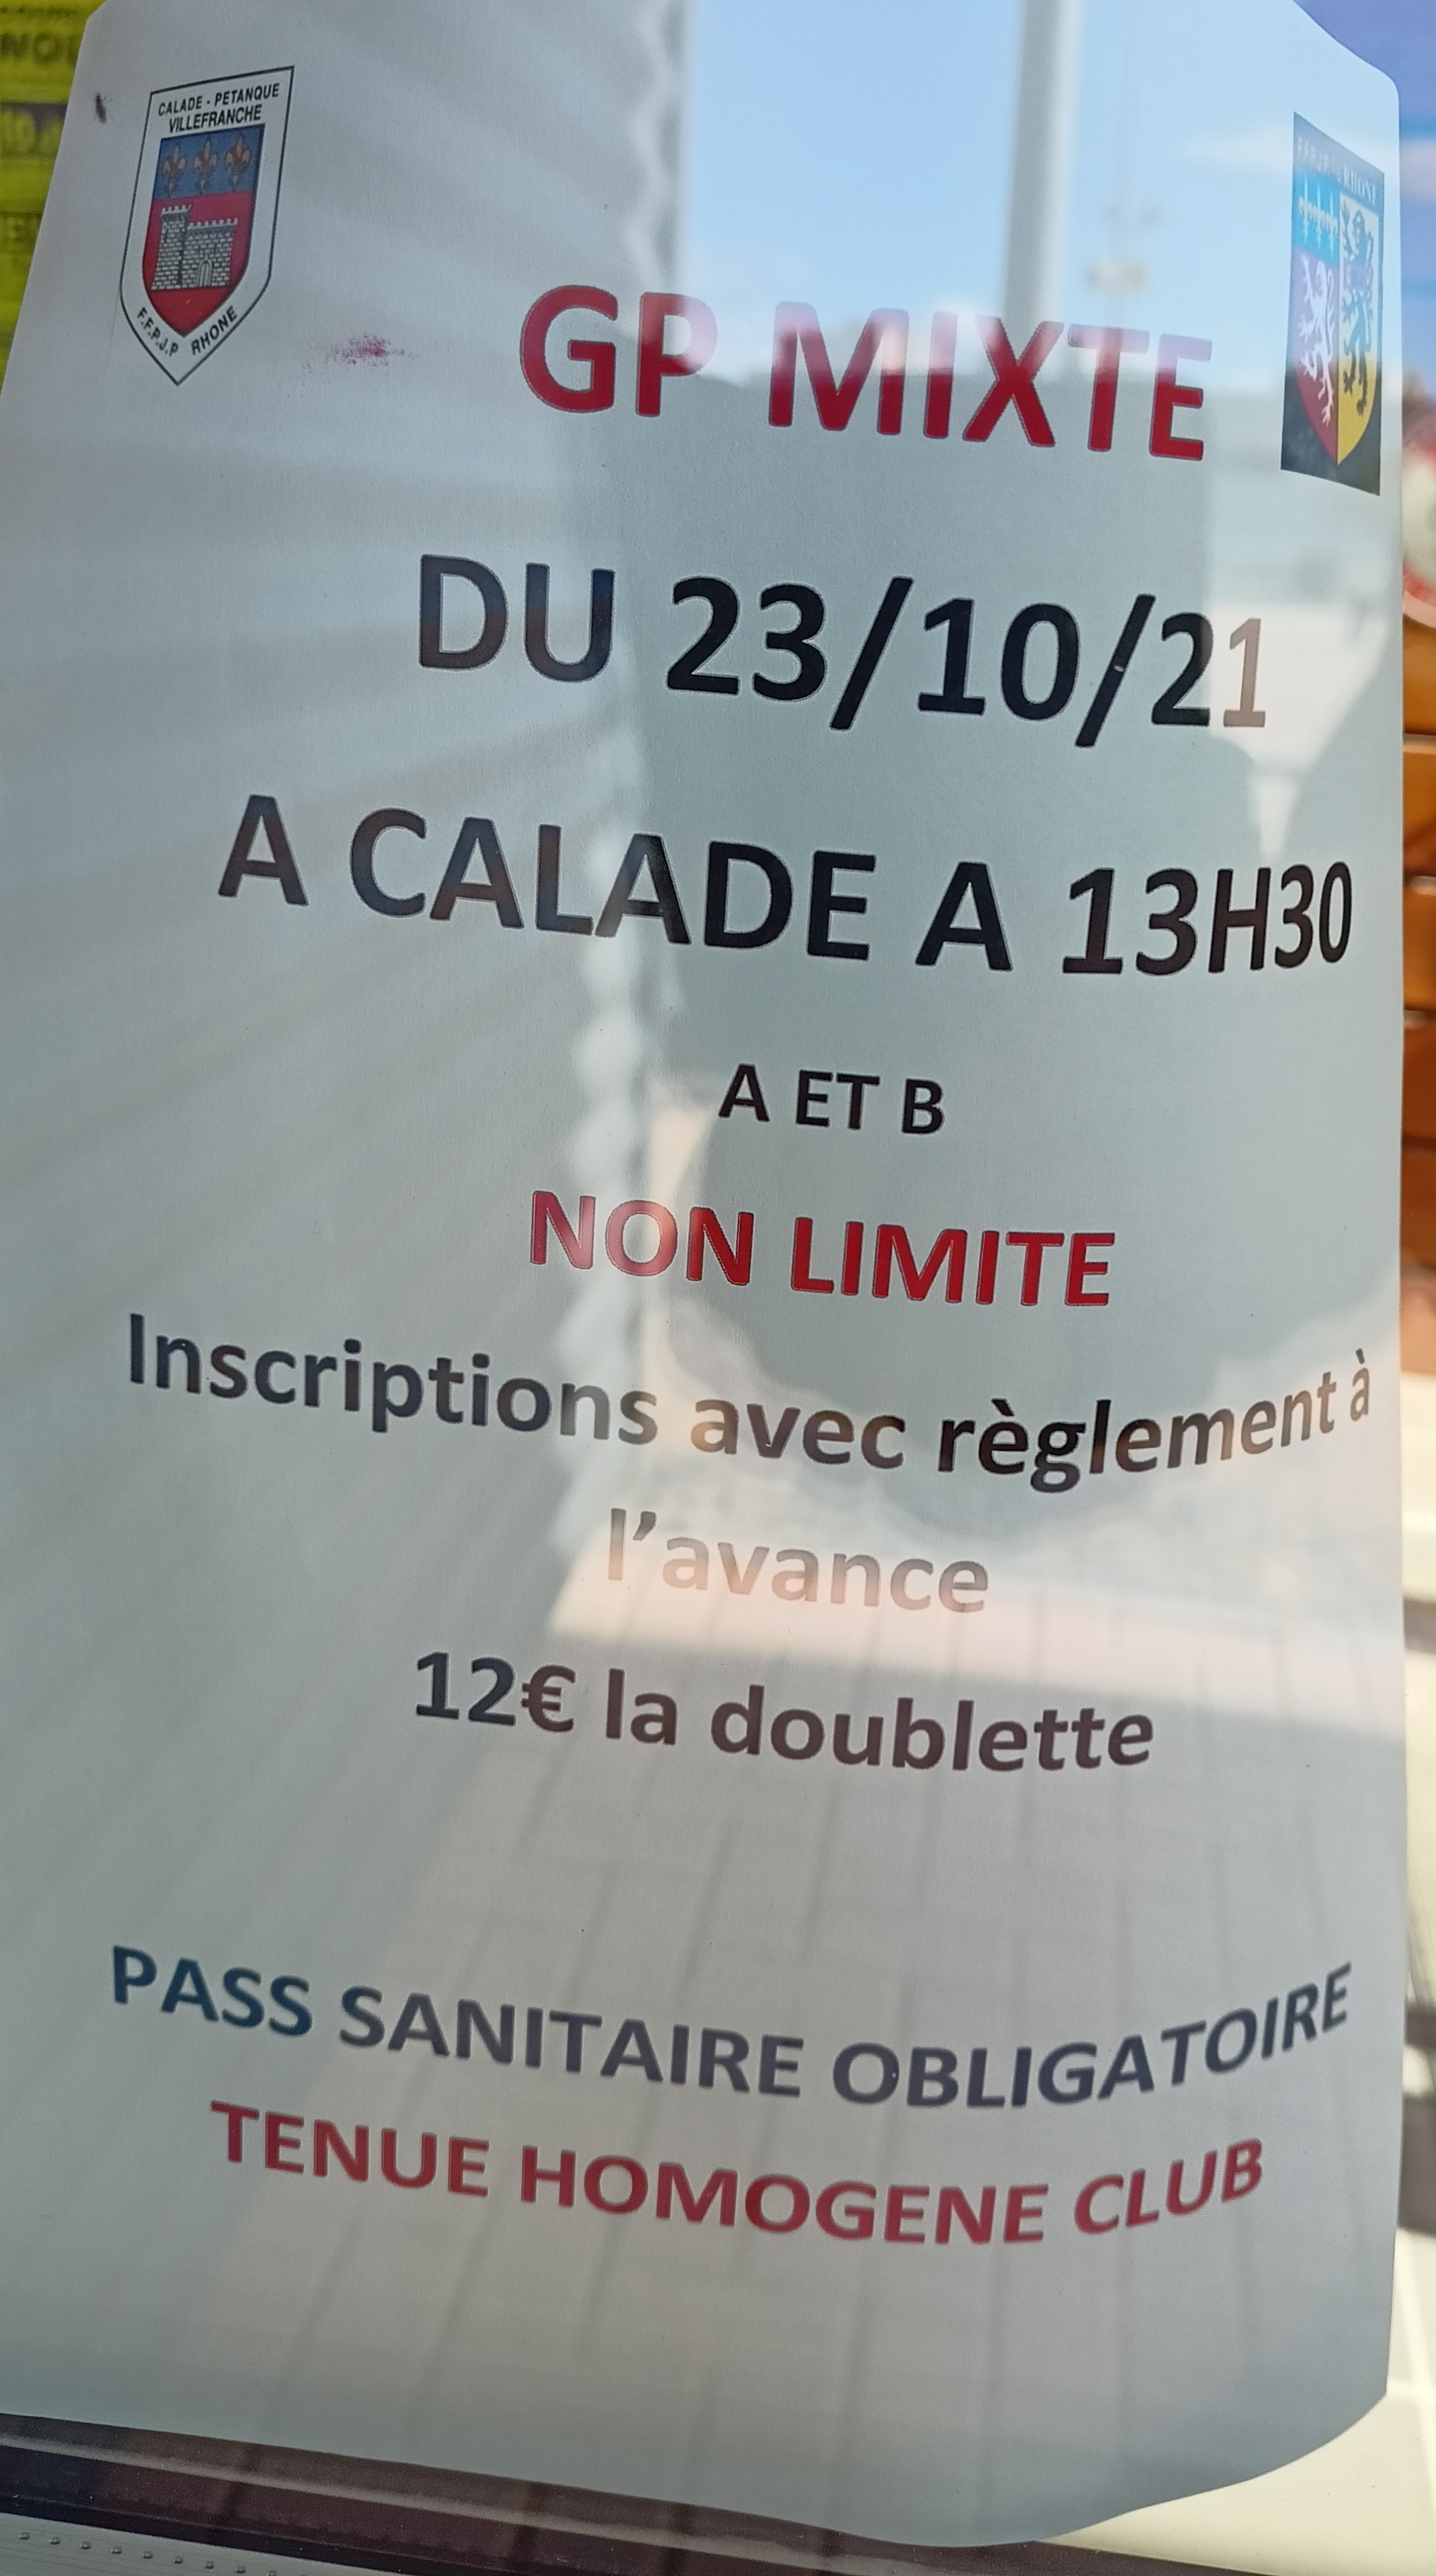 CALADE - PETANQUE
VILLEFRANCHE
F.F.P.J.P RHONE
RHONE
GP MIXTE
DU 23/10/21
A CALADE A 13H30
A ET B
NON LIMITE
Inscriptions avec règlement à
l'avance
12€ la doublette
PASS SANITAIRE OBLIGATOIRE
TENUE HOMOGENE CLUB